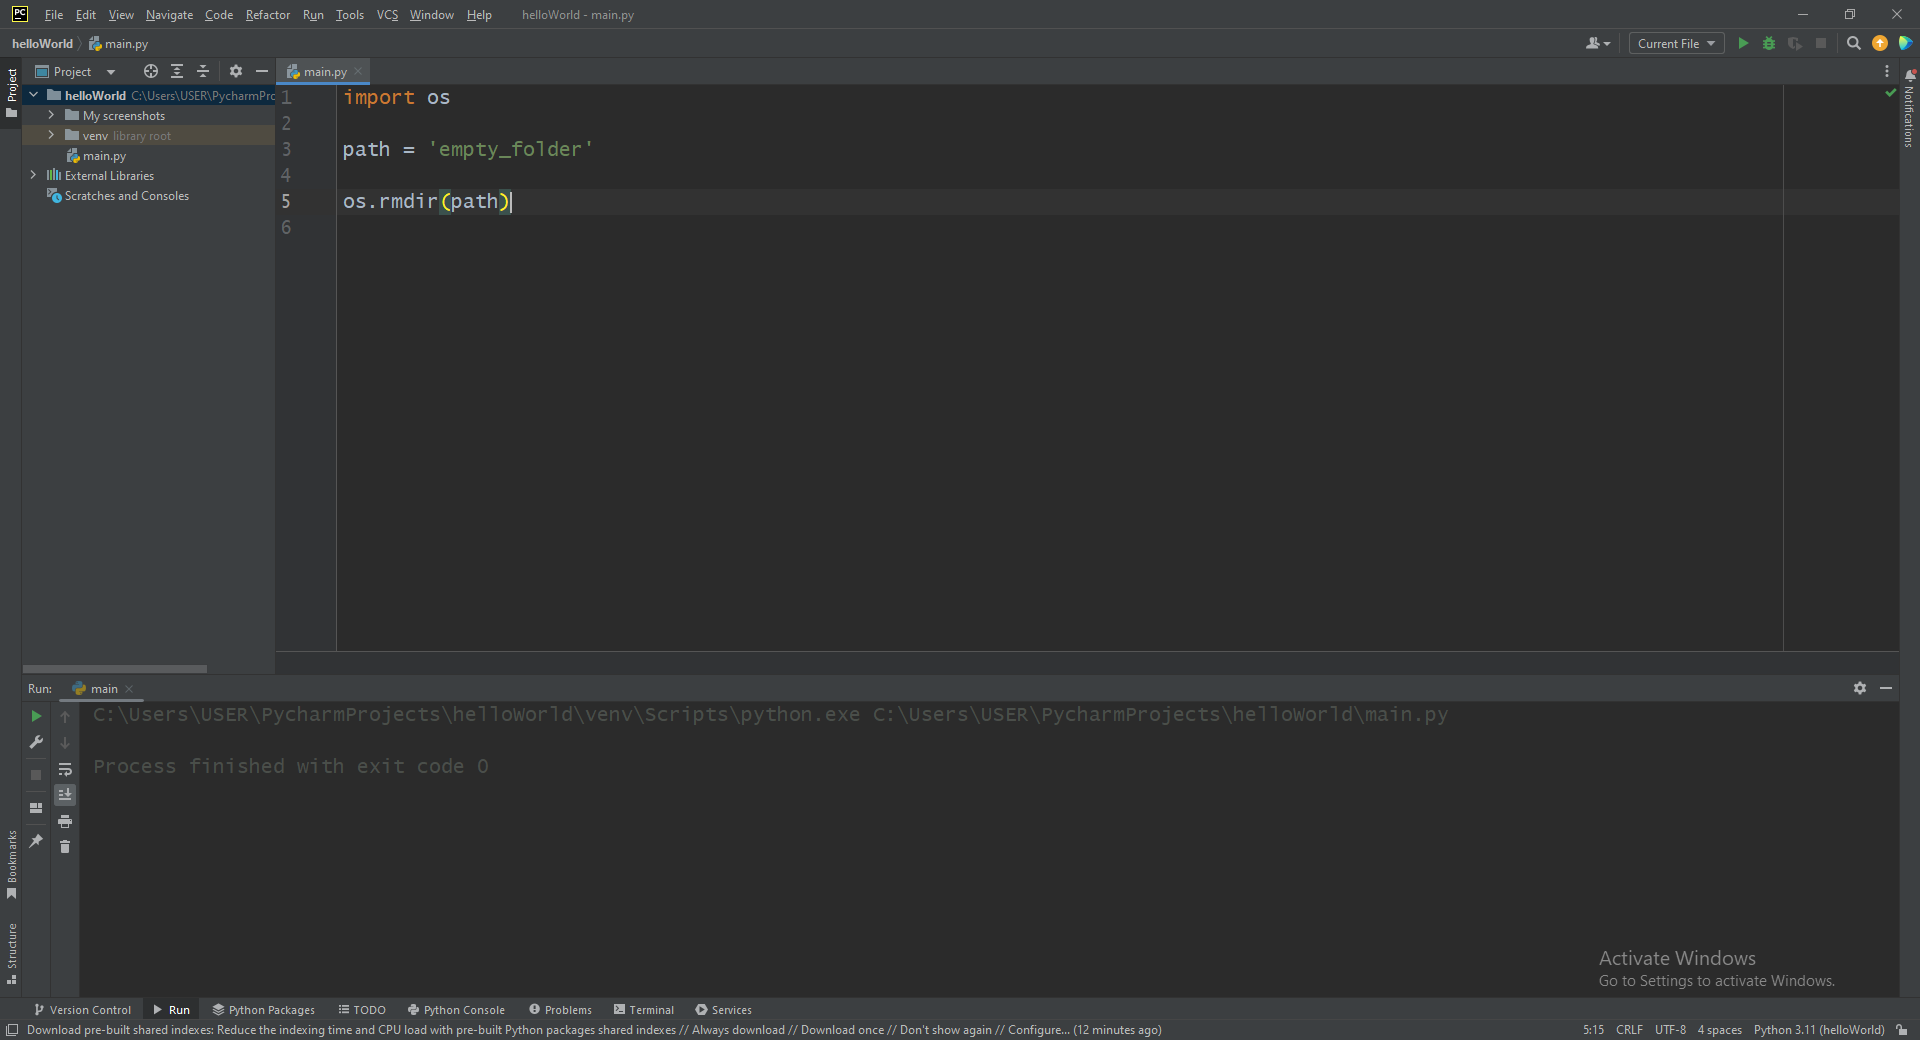 PC File Edit View Navigate Code Refactor Run Tools VCS Window Help helloWorld - main.py
helloWorld main.py Current File
Project main.py
Project
helloWorld C:\Users\USER\PycharmPrc
My screenshots
venv library root
main.py
External Libraries
Scratches and Consoles
1 import os
2
3 path = 'empty_folder'
4
5 os.rmdir(path)
6
Notifications
Run: main
C:\Users\USER\PycharmProjects\helloWorld\venv\Scripts\python.exe C:\Users\USER\PycharmProjects\helloWorld\main.py
Process finished with exit code 0
Bookmarks
Structure
Activate Windows
Go to Settings to activate Windows.
Version Control Run Python Packages TODO Python Console Problems Terminal Services
Download pre-built shared indexes: Reduce the indexing time and CPU load with pre-built Python packages shared indexes // Always download // Download once // Don't show again // Configure... (12 minutes ago) 5:15 CRLF UTF-8 4 spaces Python 3.11 (helloWorld)